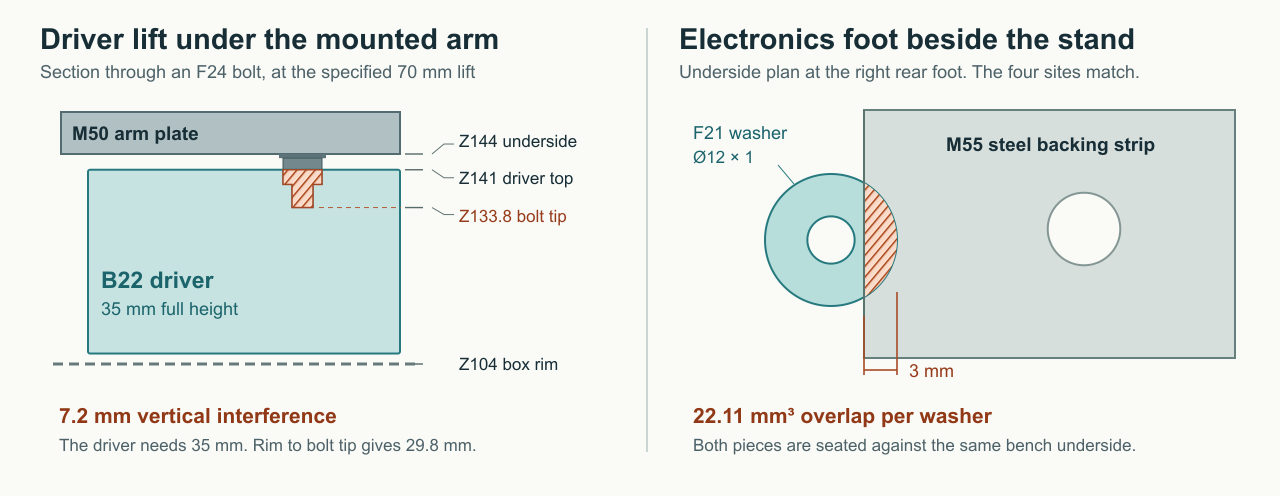 Driver lift under the mounted arm
Section through an F24 bolt, at the specified 70 mm lift
M50 arm plate
Z144 underside
Z141 driver top
Z133.8 bolt tip
B22 driver
35 mm full height
Z104 box rim
7.2 mm vertical interference
The driver needs 35 mm. Rim to bolt tip gives 29.8 mm.
Electronics foot beside the stand
Underside plan at the right rear foot. The four sites match.
F21 washer
Ø12 × 1
M55 steel backing strip
3 mm
22.11 mm³ overlap per washer
Both pieces are seated against the same bench underside.